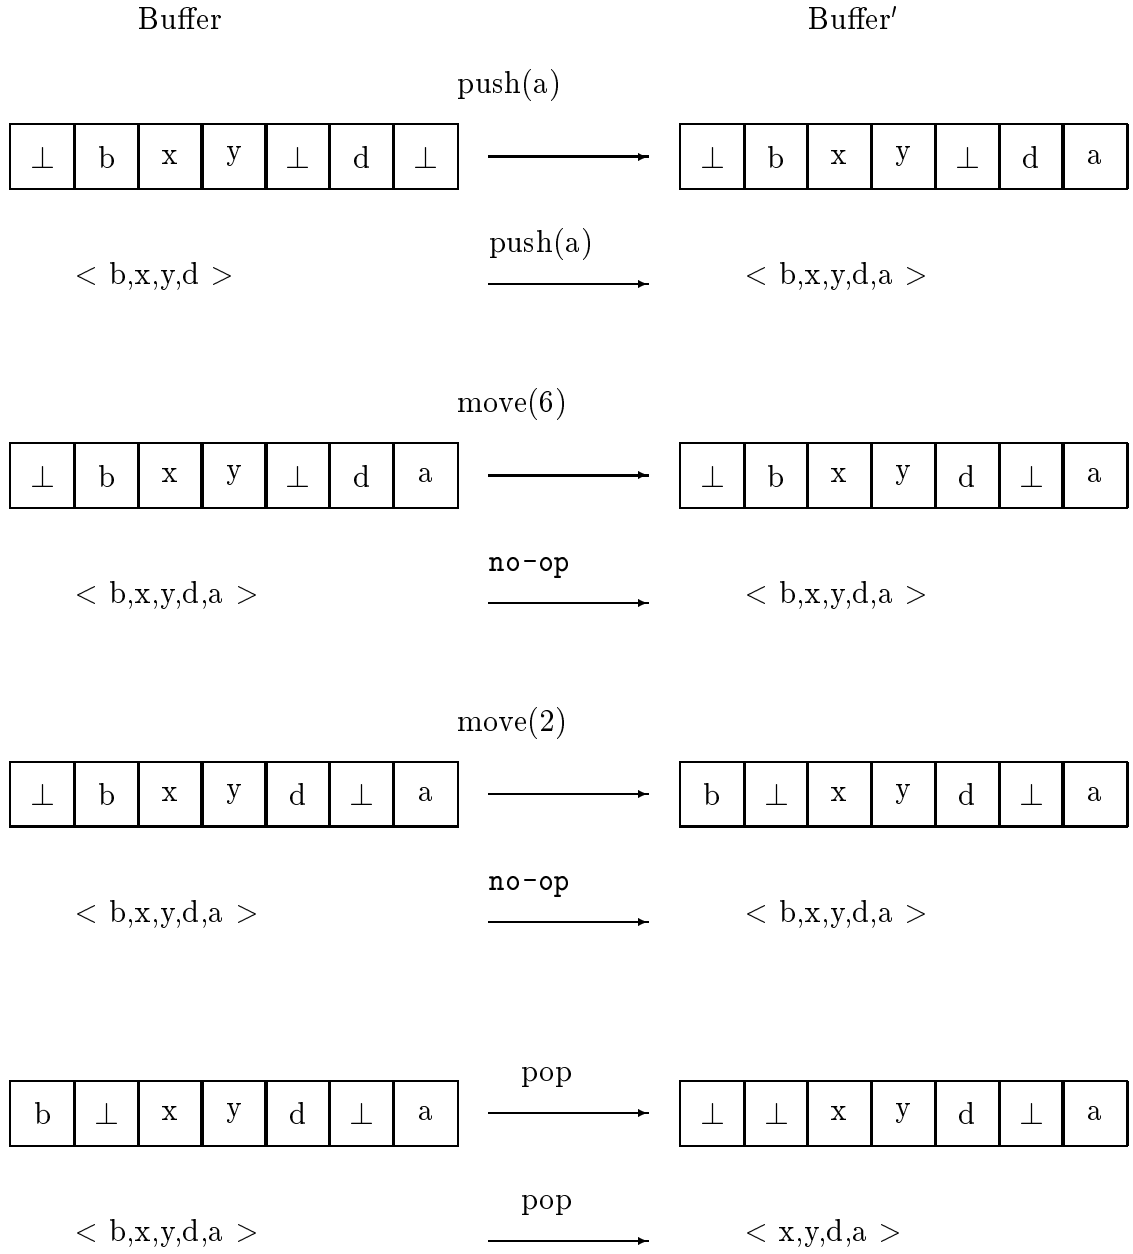 Buffer Buffer′
push(a)
⊥ b x y ⊥ d ⊥ ⊥ b x y ⊥ d a
push(a)
< b,x,y,d > < b,x,y,d,a >
move(6)
⊥ b x y ⊥ d a ⊥ b x y d ⊥ a
no-op
< b,x,y,d,a > < b,x,y,d,a >
move(2)
⊥ b x y d ⊥ a b ⊥ x y d ⊥ a
no-op
< b,x,y,d,a > < b,x,y,d,a >
pop
b ⊥ x y d ⊥ a ⊥ ⊥ x y d ⊥ a
pop
< b,x,y,d,a > < x,y,d,a >